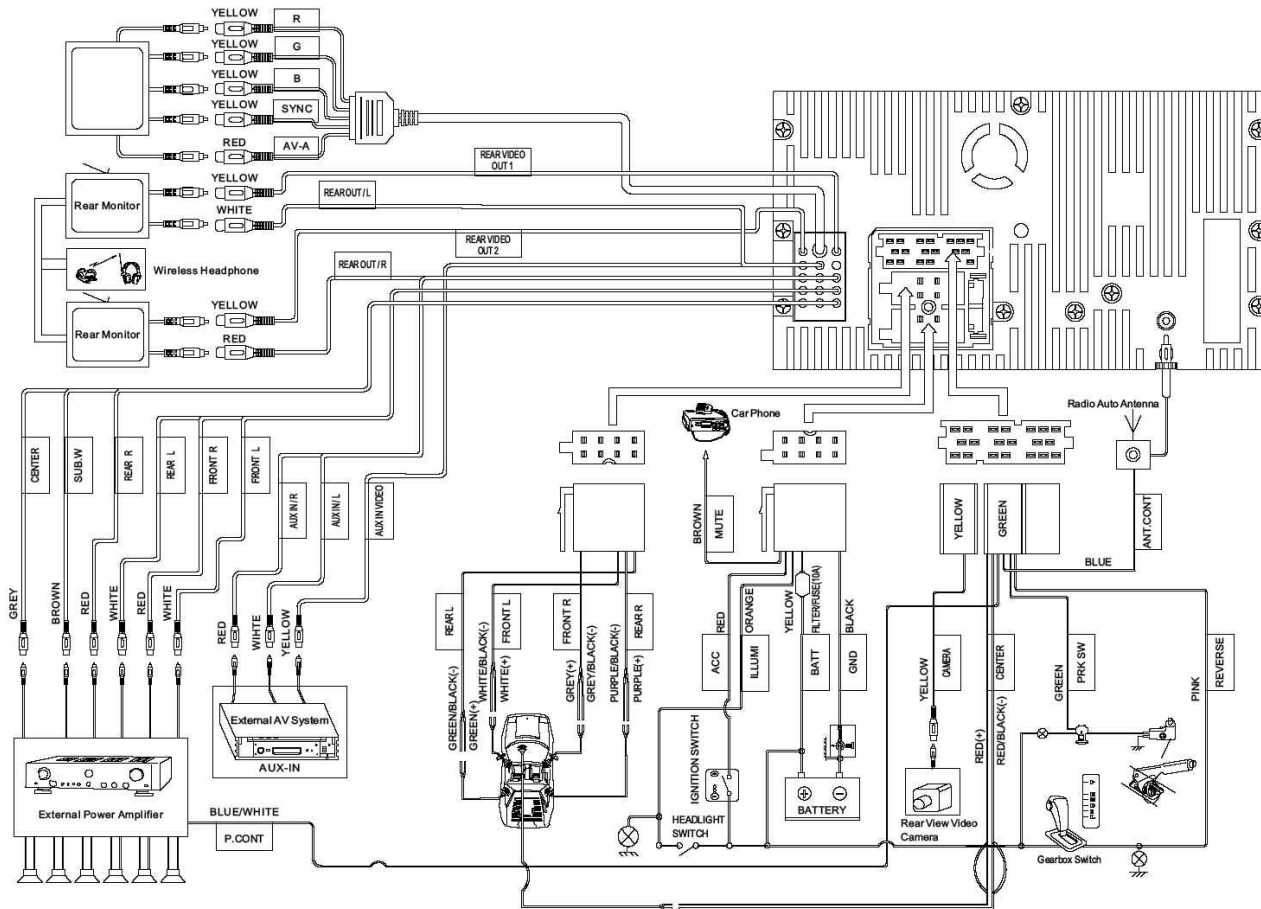 YELLOW
R
YELLOW
G
YELLOW
B
YELLOW
SYNC
RED
AV-A
REAR VIDEO
OUT 1
YELLOW
REAR OUT / L
Rear Monitor
WHITE
REAR VIDEO
OUT 2
Wireless Headphone
REAR OUT / R
YELLOW
Rear Monitor
RED
Car Phone
Radio Auto Antenna
CENTER
SUB.W
REAR R
REAR L
FRONT R
FRONT L
AUX IN / R
AUX IN / L
AUX IN VIDEO
BROWN
MUTE
YELLOW
GREEN
ANT.CONT
BLUE
GREY
BROWN
RED
WHITE
RED
WHITE
RED
WIHTE
YELLOW
REAR L
FRONT L
FRONT R
REAR R
GREEN/BLACK(-)
GREEN(+)
WHITE/BLACK(-)
WHITE(+)
GREY(+)
GREY/BLACK(-)
PURPLE/BLACK(-)
PURPLE(+)
RED
ACC
ORANGE
ILLUMI
YELLOW
FILTER/FUSE(10A)
BATT
BLACK
GND
YELLOW
CAMERA
CENTER
RED(+)
RED/BLACK(-)
GREEN
PRK SW
PINK
REVERSE
External AV System
AUX-IN
External Power Amplifier
BLUE/WHITE
P.CONT
IGNITION SWITCH
HEADLIGHT
SWITCH
BATTERY
Rear View Video
Camera
Gearbox Switch